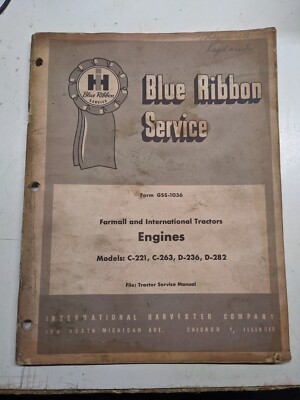 IH
Blue Ribbon
SERVICE
Blue Ribbon
Service
Form GSS-1036
Farmall and International Tractors
Engines
Models: C-221, C-263, D-236, D-282
File: Tractor Service Manual
INTERNATIONAL HARVESTER COMPANY
180 NORTH MICHIGAN AVE. CHICAGO 1, ILLINOIS